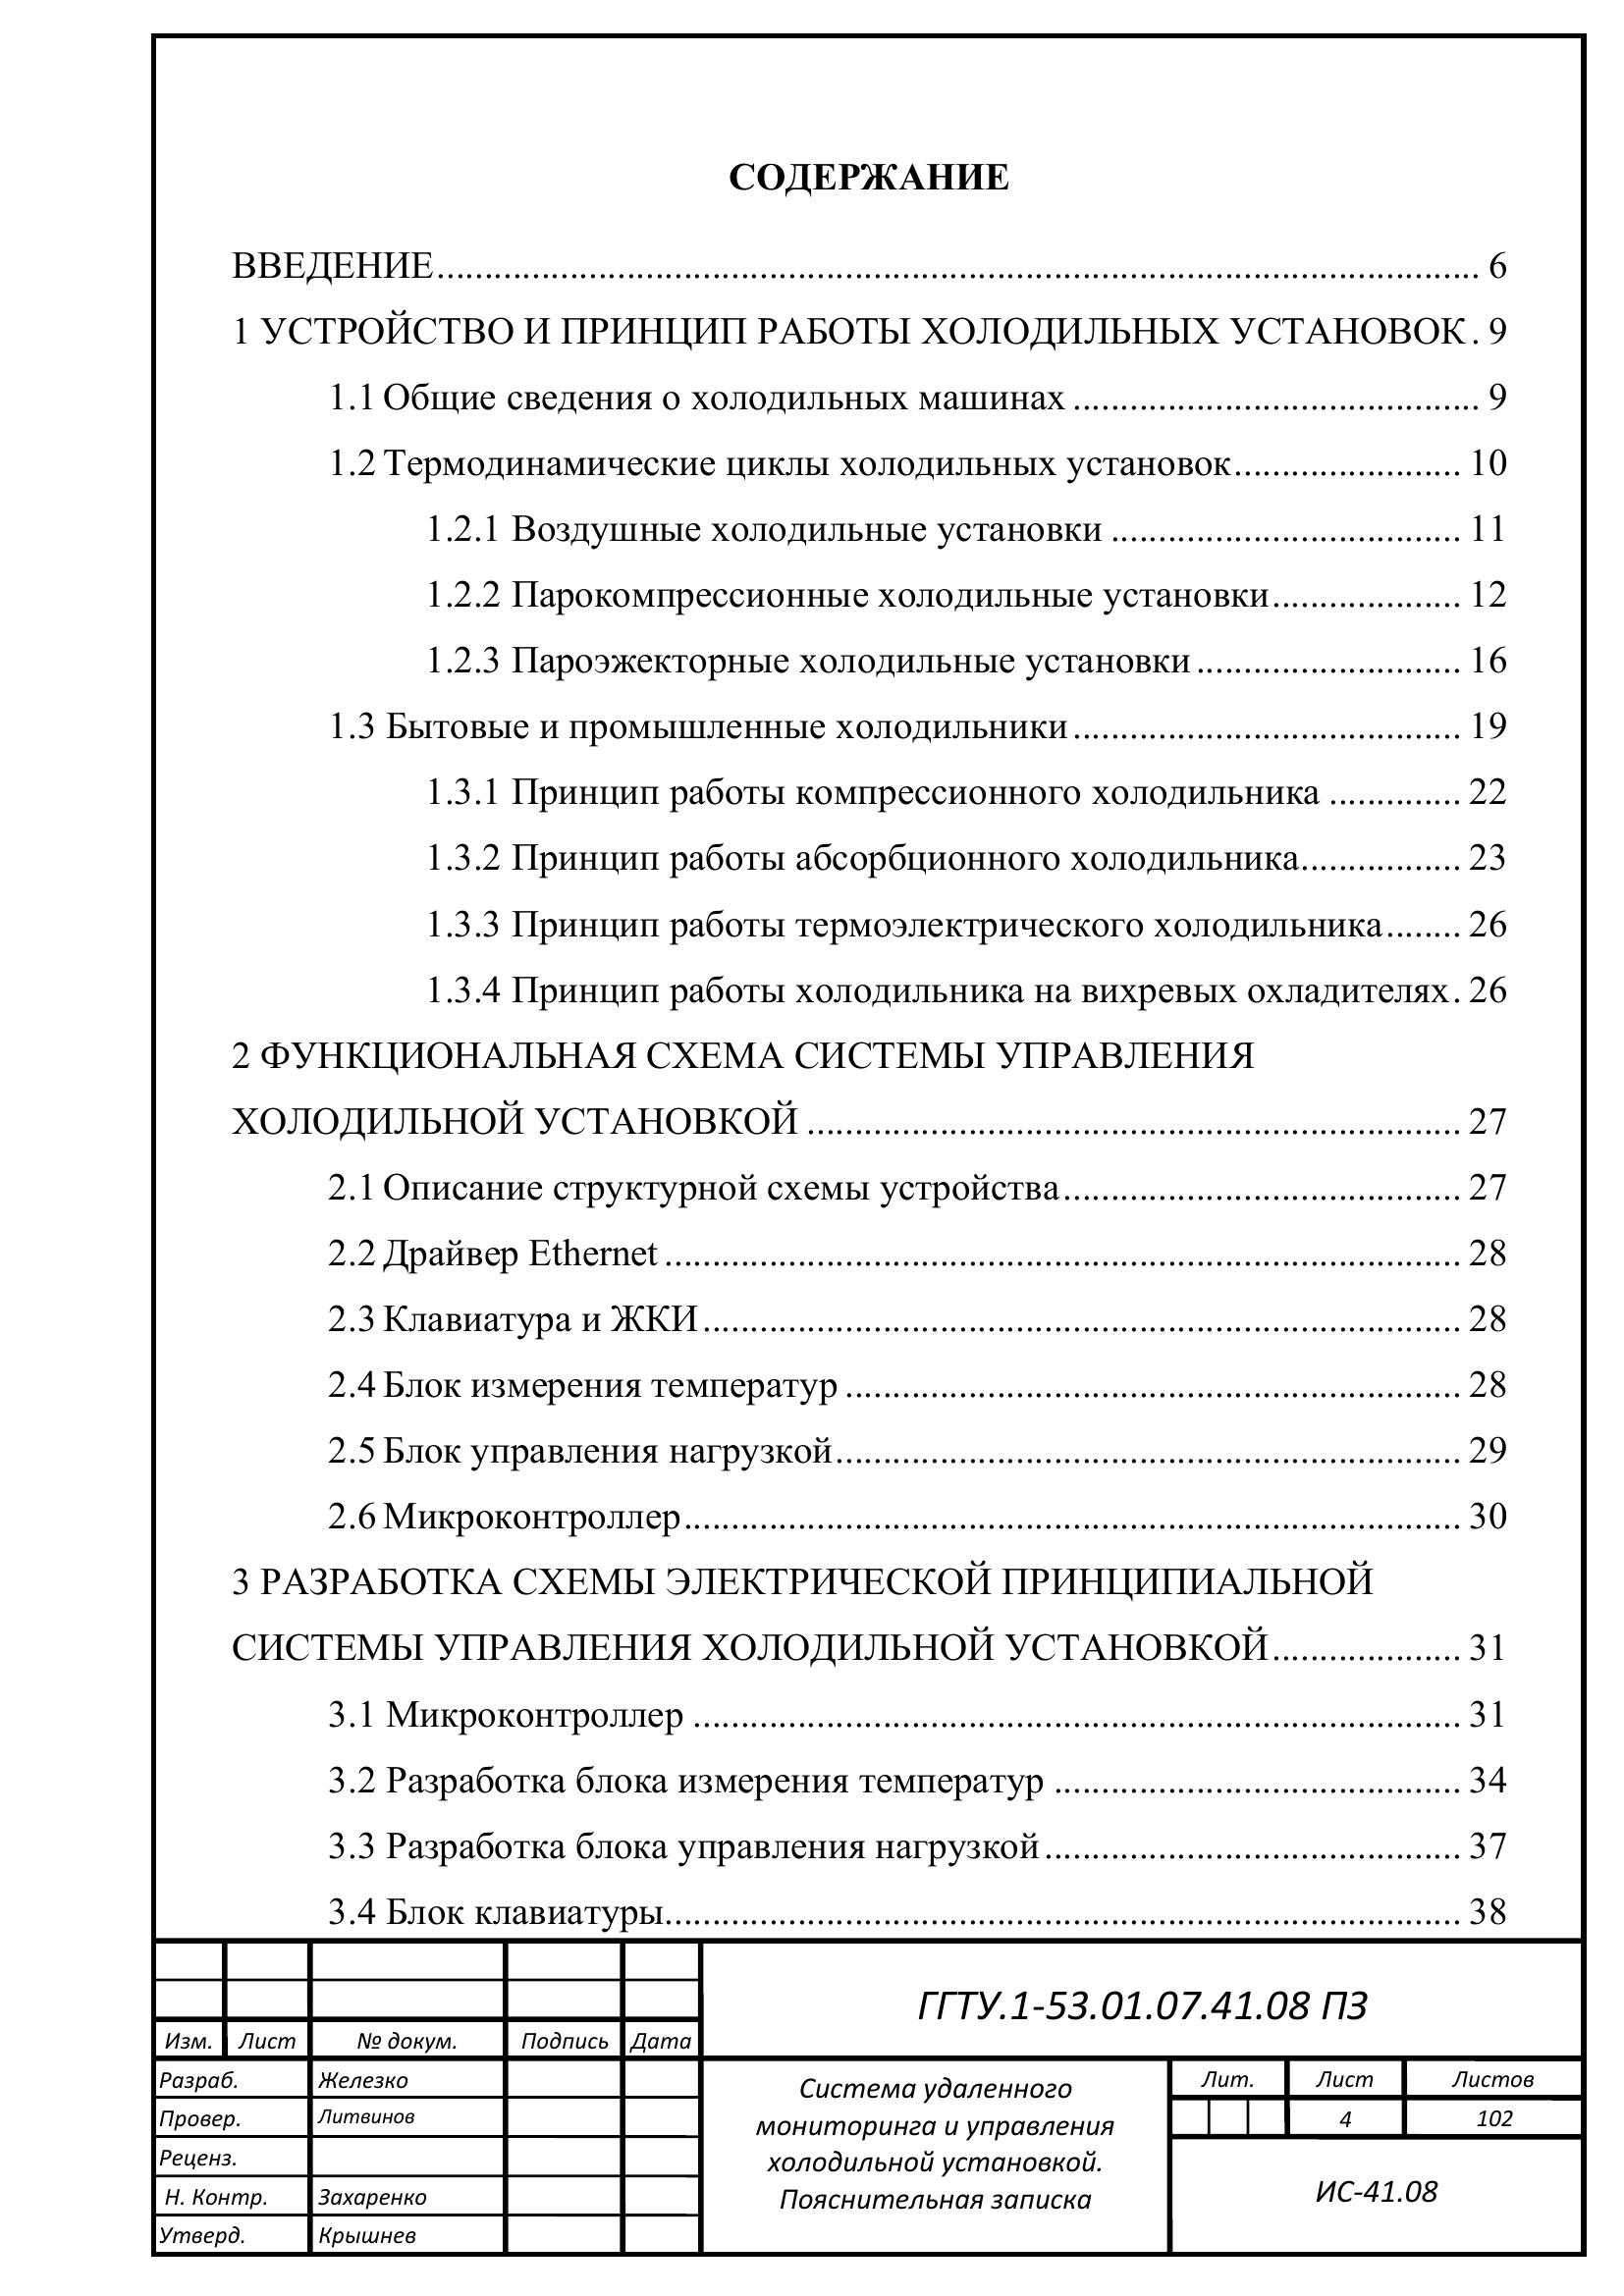 СОДЕРЖАНИЕ
ВВЕДЕНИЕ........................................................................................................... 6
1 УСТРОЙСТВО И ПРИНЦИП РАБОТЫ ХОЛОДИЛЬНЫХ УСТАНОВОК . 9
1.1 Общие сведения о холодильных машинах .......................................... 9
1.2 Термодинамические циклы холодильных установок........................ 10
1.2.1 Воздушные холодильные установки .................................... 11
1.2.2 Парокомпрессионные холодильные установки.................... 12
1.2.3 Пароэжекторные холодильные установки ........................... 16
1.3 Бытовые и промышленные холодильники ........................................ 19
1.3.1 Принцип работы компрессионного холодильника .............. 22
1.3.2 Принцип работы абсорбционного холодильника................. 23
1.3.3 Принцип работы термоэлектрического холодильника........ 26
1.3.4 Принцип работы холодильника на вихревых охладителях. 26
2 ФУНКЦИОНАЛЬНАЯ СХЕМА СИСТЕМЫ УПРАВЛЕНИЯ
ХОЛОДИЛЬНОЙ УСТАНОВКОЙ .................................................................... 27
2.1 Описание структурной схемы устройства......................................... 27
2.2 Драйвер Ethernet ................................................................................... 28
2.3 Клавиатура и ЖКИ ............................................................................... 28
2.4 Блок измерения температур ................................................................ 28
2.5 Блок управления нагрузкой................................................................. 29
2.6 Микроконтроллер................................................................................. 30
3 РАЗРАБОТКА СХЕМЫ ЭЛЕКТРИЧЕСКОЙ ПРИНЦИПИАЛЬНОЙ
СИСТЕМЫ УПРАВЛЕНИЯ ХОЛОДИЛЬНОЙ УСТАНОВКОЙ.................... 31
3.1 Микроконтроллер ................................................................................ 31
3.2 Разработка блока измерения температур .......................................... 34
3.3 Разработка блока управления нагрузкой ........................................... 37
3.4 Блок клавиатуры................................................................................... 38
ГГТУ.1-53.01.07.41.08 ПЗ
Изм. Лист № докум. Подпись Дата
Разраб. Железко
Провер. Литвинов
Реценз.
Н. Контр. Захаренко
Утверд. Крышнев
Система удаленного
мониторинга и управления
холодильной установкой.
Пояснительная записка
Лит. Лист Листов
4 102
ИС-41.08